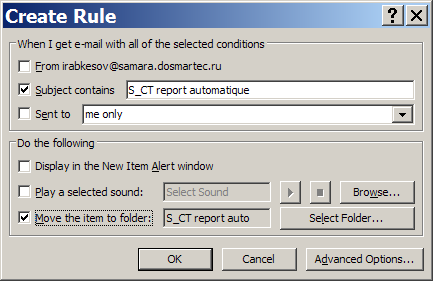 Create Rule
When I get e-mail with all of the selected conditions
From irabkesov@samara.dosmartec.ru
Subject contains S_CT report automatique
Sent to me only
Do the following
Display in the New Item Alert window
Play a selected sound: Select Sound Browse...
Move the item to folder: S_CT report auto Select Folder...
OK Cancel Advanced Options...